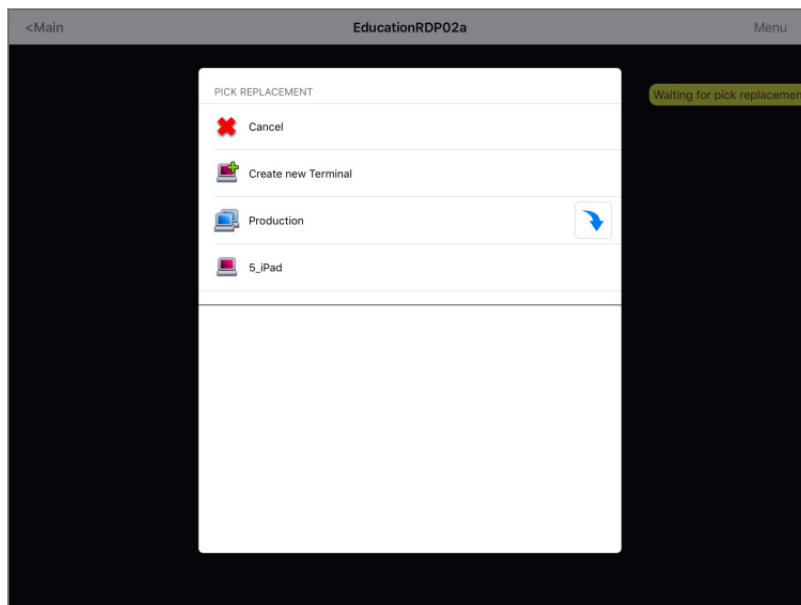 <Main
EducationRDP02a
Menu
PICK REPLACEMENT
Waiting for pick replacemen
Cancel
Create new Terminal
Production
5_iPad